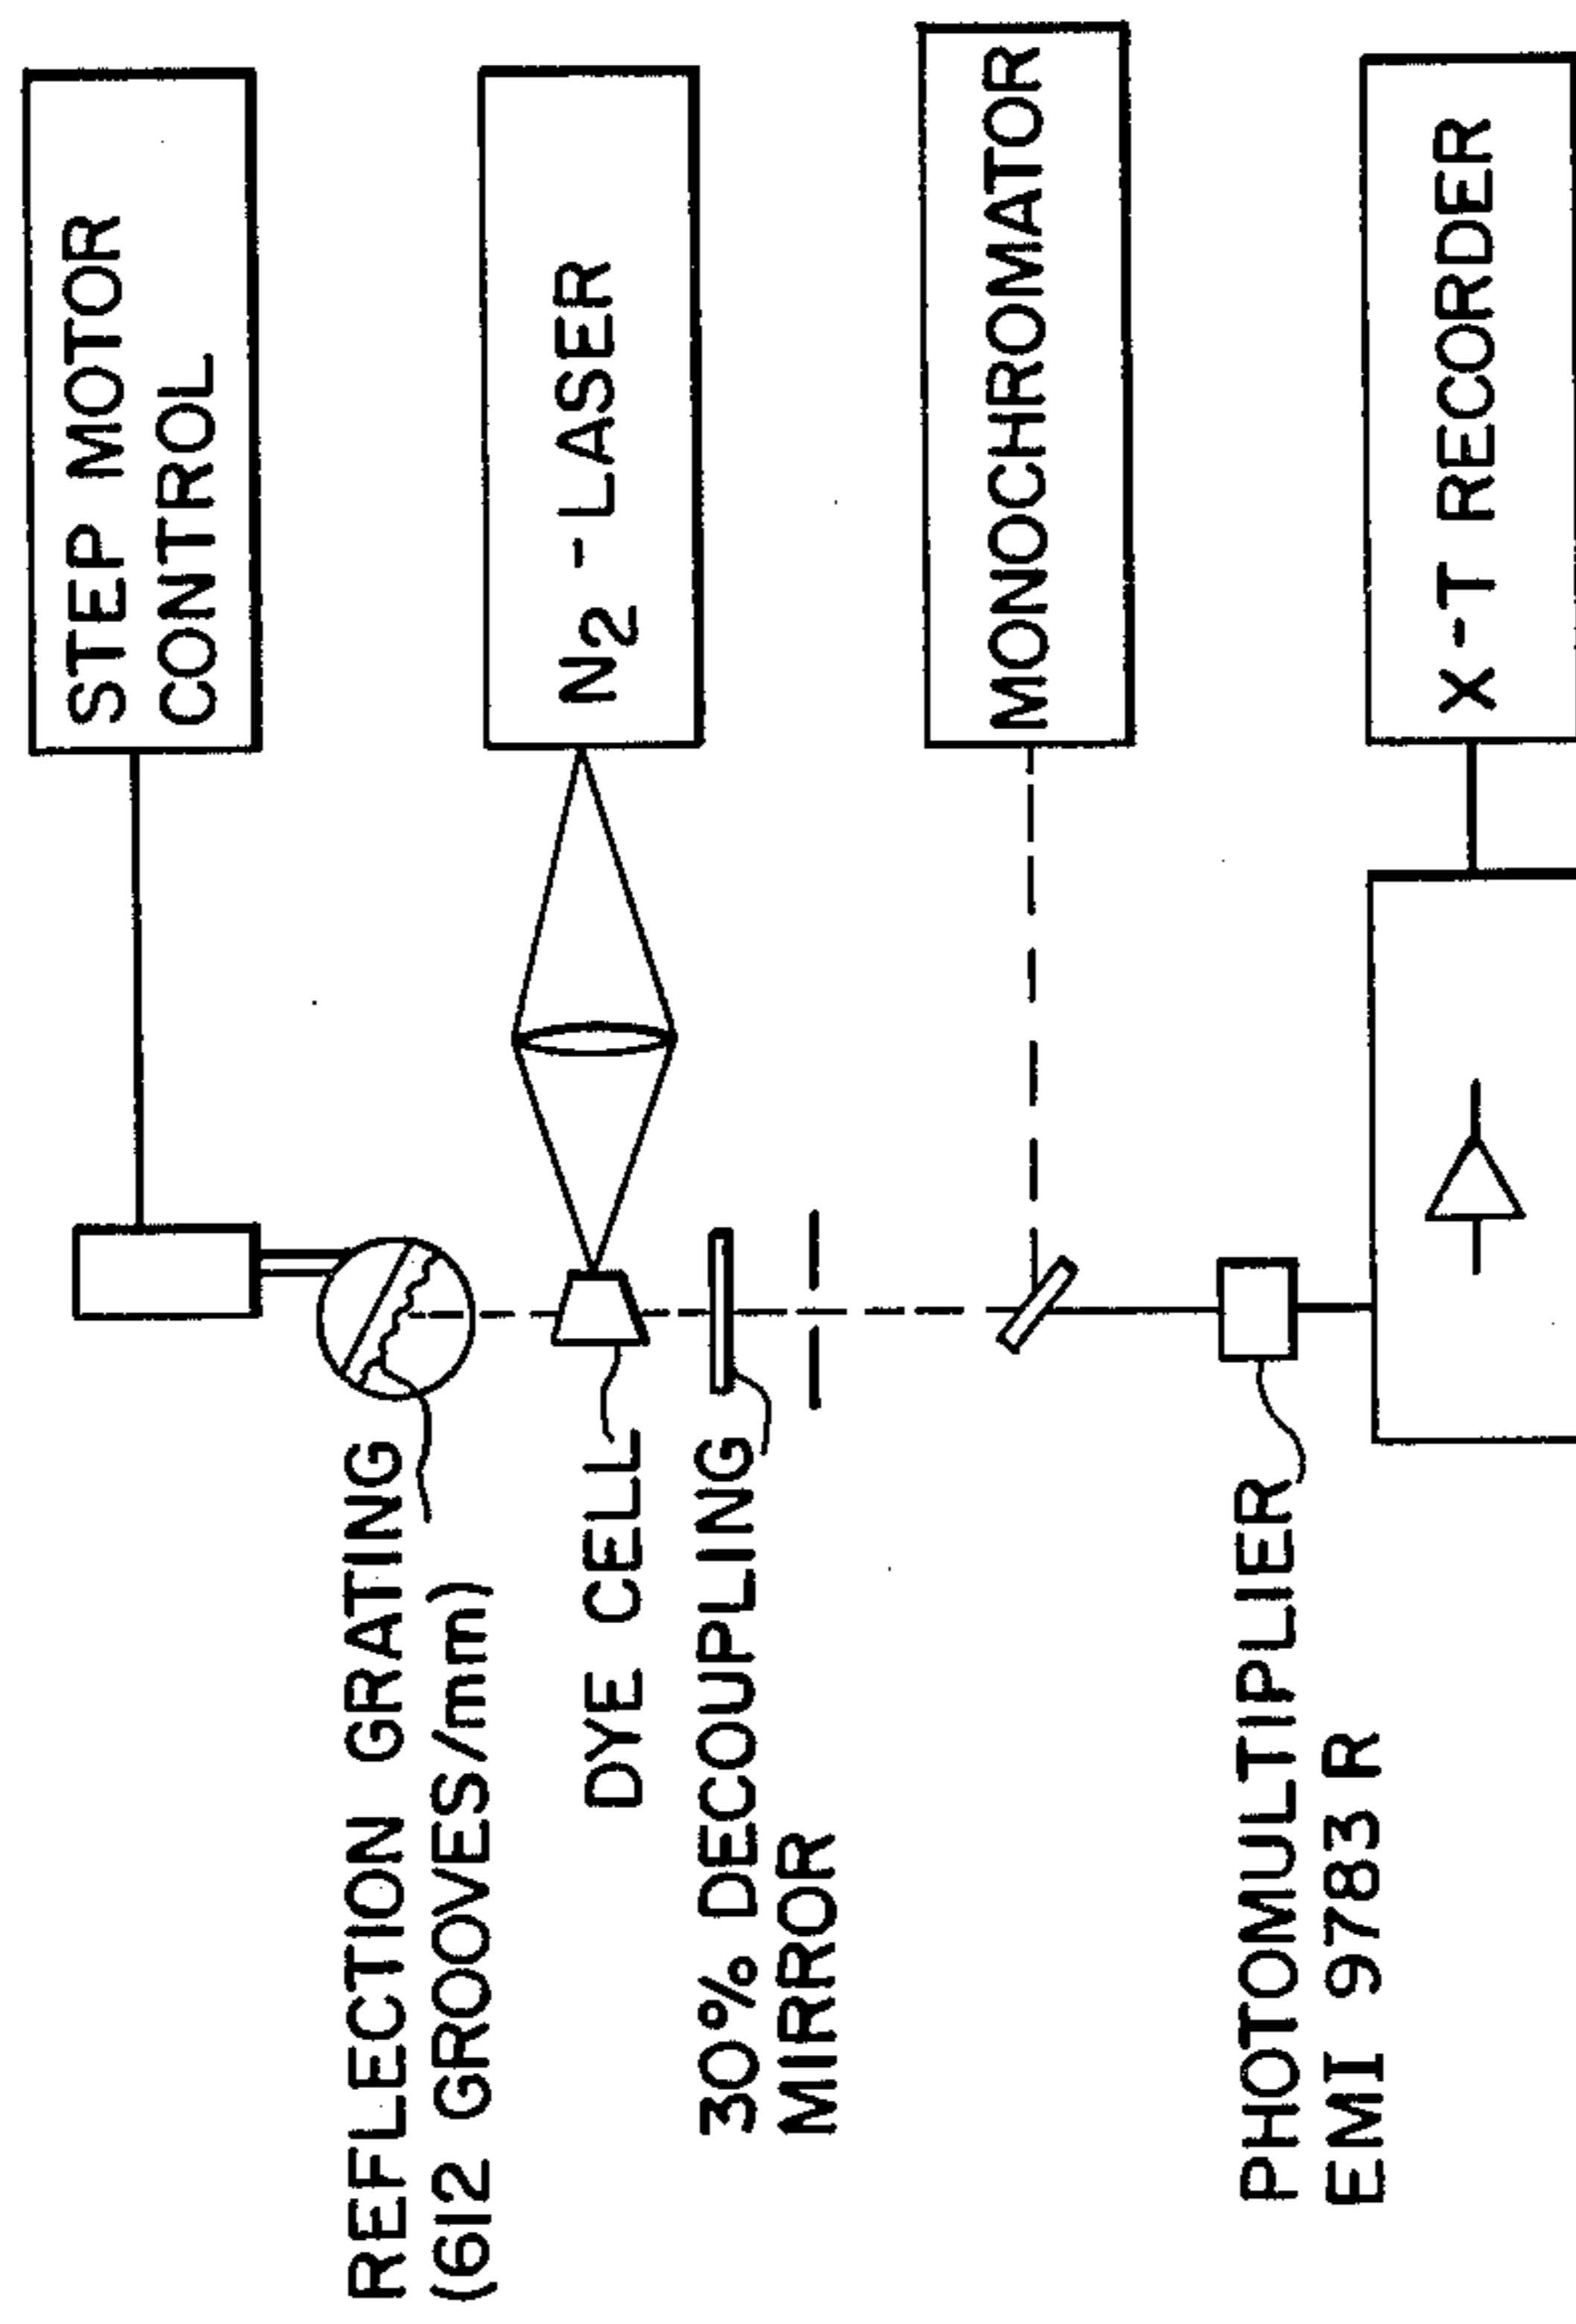 STEP MOTOR
CONTROL
N2 - LASER
MONOCHROMATOR
X-T RECORDER
REFLECTION GRATING
(612 GROOVES/mm)
DYE CELL
30% DECOUPLING
MIRROR
PHOTOMULTIPLIER
EMI 9783 R